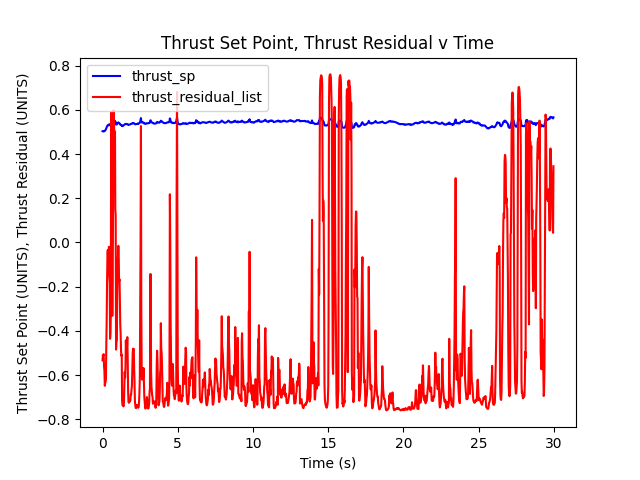 Thrust Set Point, Thrust Residual v Time
thrust_sp
thrust_residual_list
Thrust Set Point (UNITS), Thrust Residual (UNITS)
0.8
0.6
0.4
0.2
0.0
−0.2
−0.4
−0.6
−0.8
0 5 10 15 20 25 30
Time (s)